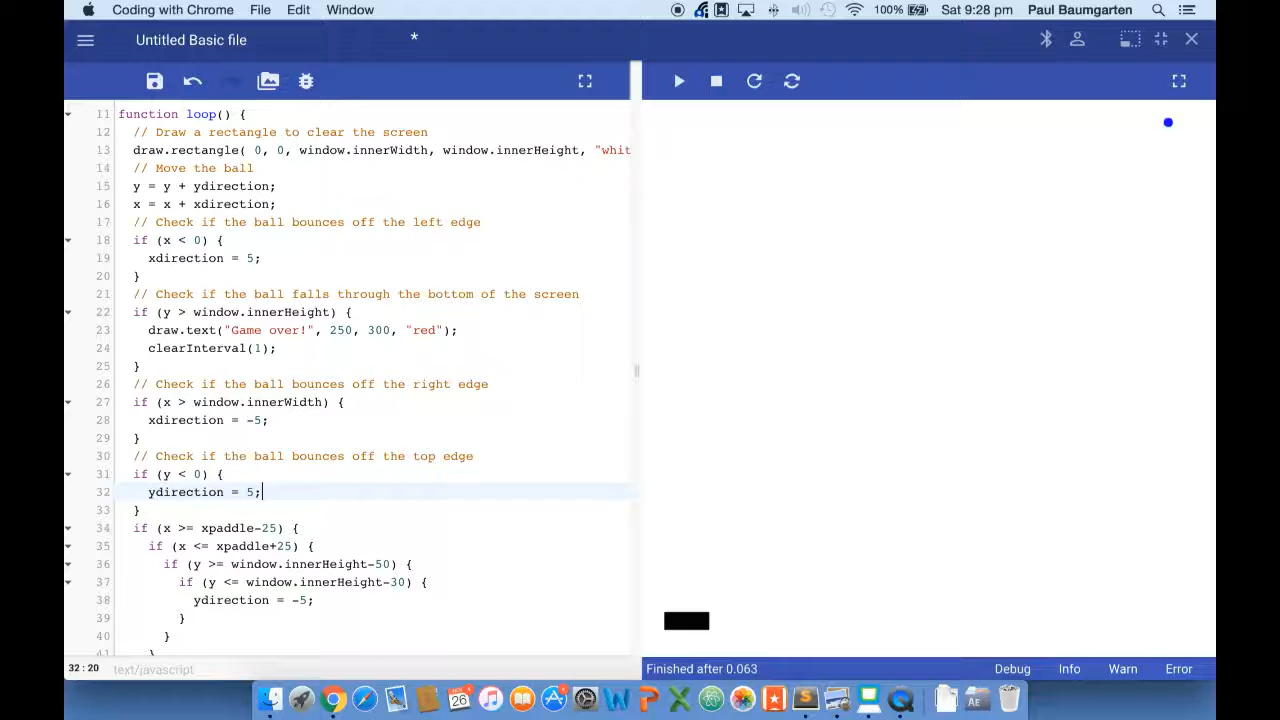 Coding with Chrome File Edit Window 100% Sat 9:28 pm Paul Baumgarten
Untitled Basic file *
11 function loop() {
12 // Draw a rectangle to clear the screen
13 draw.rectangle( 0, 0, window.innerWidth, window.innerHeight, "whit
14 // Move the ball
15 y = y + ydirection;
16 x = x + xdirection;
17 // Check if the ball bounces off the left edge
18 if (x < 0) {
19 xdirection = 5;
20 }
21 // Check if the ball falls through the bottom of the screen
22 if (y > window.innerHeight) {
23 draw.text("Game over!", 250, 300, "red");
24 clearInterval(1);
25 }
26 // Check if the ball bounces off the right edge
27 if (x > window.innerWidth) {
28 xdirection = -5;
29 }
30 // Check if the ball bounces off the top edge
31 if (y < 0) {
32 ydirection = 5;
33 }
34 if (x >= xpaddle-25) {
35 if (x <= xpaddle+25) {
36 if (y >= window.innerHeight-50) {
37 if (y <= window.innerHeight-30) {
38 ydirection = -5;
39 }
40 }
41 }
32:20 text/javascript
Finished after 0.063 Debug Info Warn Error